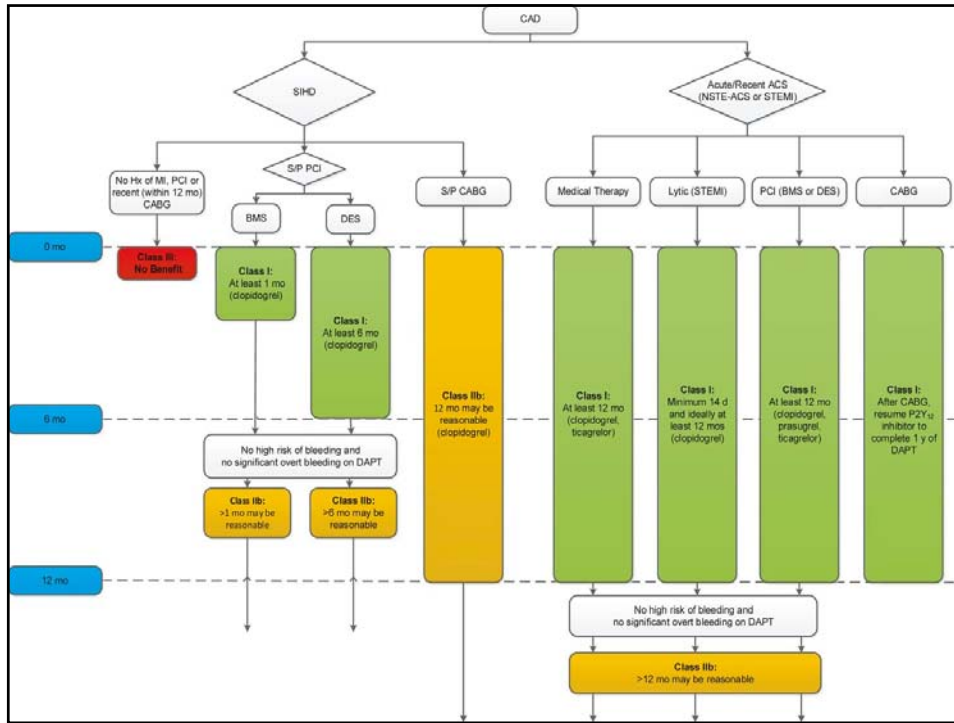 CAD
SIHD
Acute/Recent ACS
(NSTE-ACS or STEMI)
No Hx of MI, PCI or
recent (within 12 mo)
CABG
S/P PCI
S/P CABG
Medical Therapy
Lytic (STEMI)
PCI (BMS or DES)
CABG
BMS
DES
0 mo
Class III:
No Benefit
Class I:
At least 1 mo
(clopidogrel)
Class I:
At least 6 mo
(clopidogrel)
Class IIb:
12 mo may be
reasonable
(clopidogrel)
Class I:
At least 12 mo
(clopidogrel,
ticagrelor)
Class I:
Minimum 14 d
and ideally at
least 12 mos
(clopidogrel)
Class I:
At least 12 mo
(clopidogrel,
prasugrel,
ticagrelor)
Class I:
After CABG,
resume P2Y₁₂
inhibitor to
complete 1 y of
DAPT
6 mo
No high risk of bleeding and
no significant overt bleeding on DAPT
Class IIb:
>1 mo may be
reasonable
Class IIb:
>6 mo may be
reasonable
12 mo
No high risk of bleeding and
no significant overt bleeding on DAPT
Class IIb:
>12 mo may be reasonable